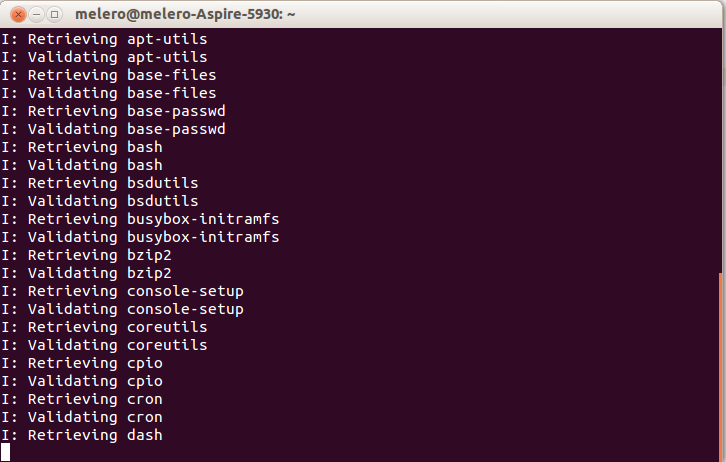 melero@melero-Aspire-5930: ~
I: Retrieving apt-utils
I: Validating apt-utils
I: Retrieving base-files
I: Validating base-files
I: Retrieving base-passwd
I: Validating base-passwd
I: Retrieving bash
I: Validating bash
I: Retrieving bsdutils
I: Validating bsdutils
I: Retrieving busybox-initramfs
I: Validating busybox-initramfs
I: Retrieving bzip2
I: Validating bzip2
I: Retrieving console-setup
I: Validating console-setup
I: Retrieving coreutils
I: Validating coreutils
I: Retrieving cpio
I: Validating cpio
I: Retrieving cron
I: Validating cron
I: Retrieving dash